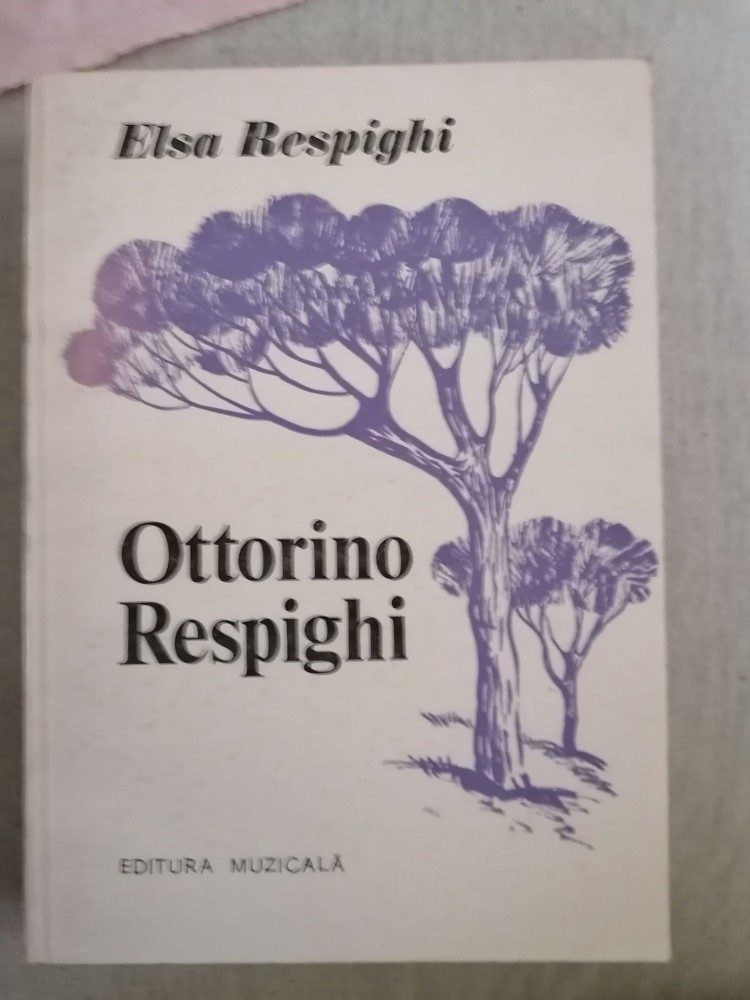 Elsa Respighi
Ottorino
Respighi
EDITURA MUZICALĂ